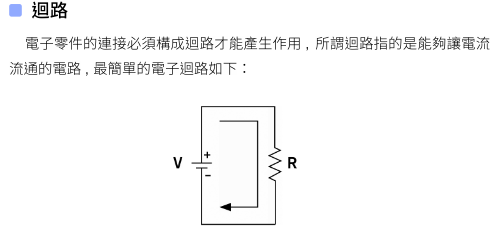 迴路
電子零件的連接必須構成迴路才能產生作用，所謂迴路指的是能夠讓電流
流通的電路，最簡單的電子迴路如下：
+
V
R
-